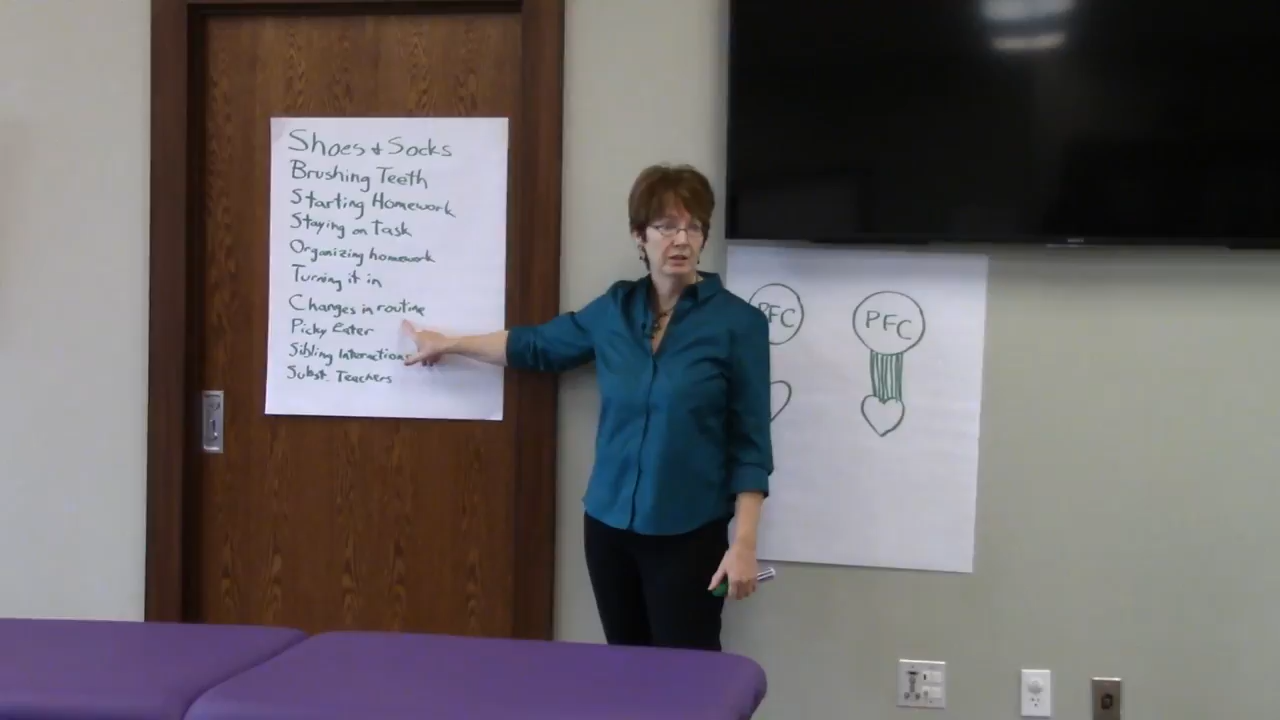 Shoes & Socks
Brushing Teeth
Starting Homework
Staying on Task
Organizing homework
Turning it in
Changes in routine
Picky Eater
Sibling Interaction
Subst. Teachers
PFC
PFC